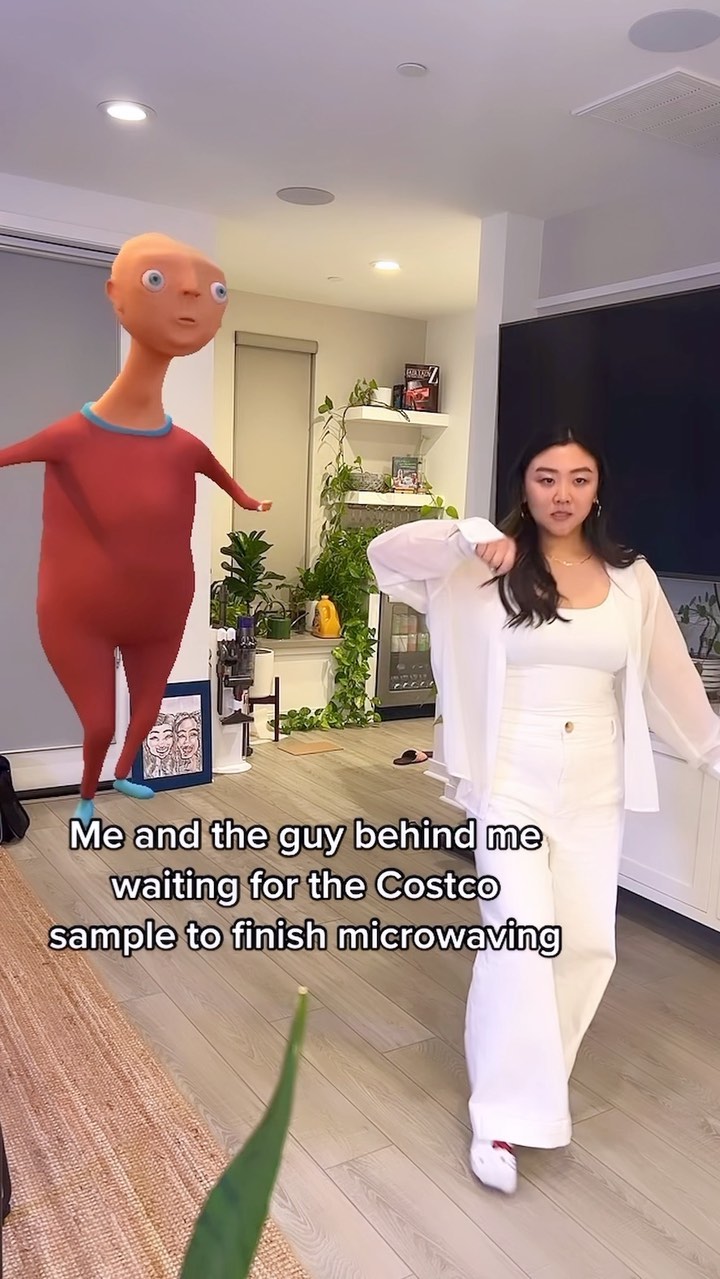 Me and the guy behind me
waiting for the Costco
sample to finish microwaving